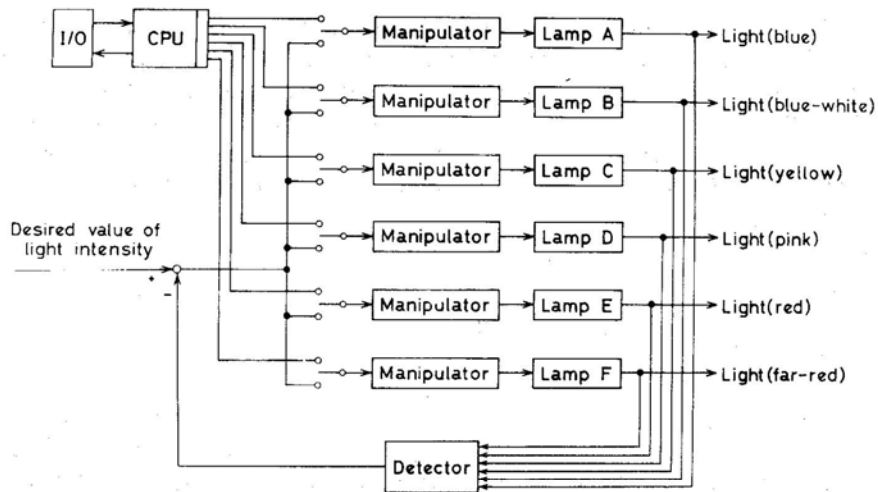 I/O
CPU
Manipulator
Lamp A
Light(blue)
Manipulator
Lamp B
Light(blue-white)
Manipulator
Lamp C
Light(yellow)
Desired value of
light intensity
+
-
Manipulator
Lamp D
Light(pink)
Manipulator
Lamp E
Light(red)
Manipulator
Lamp F
Light(far-red)
Detector